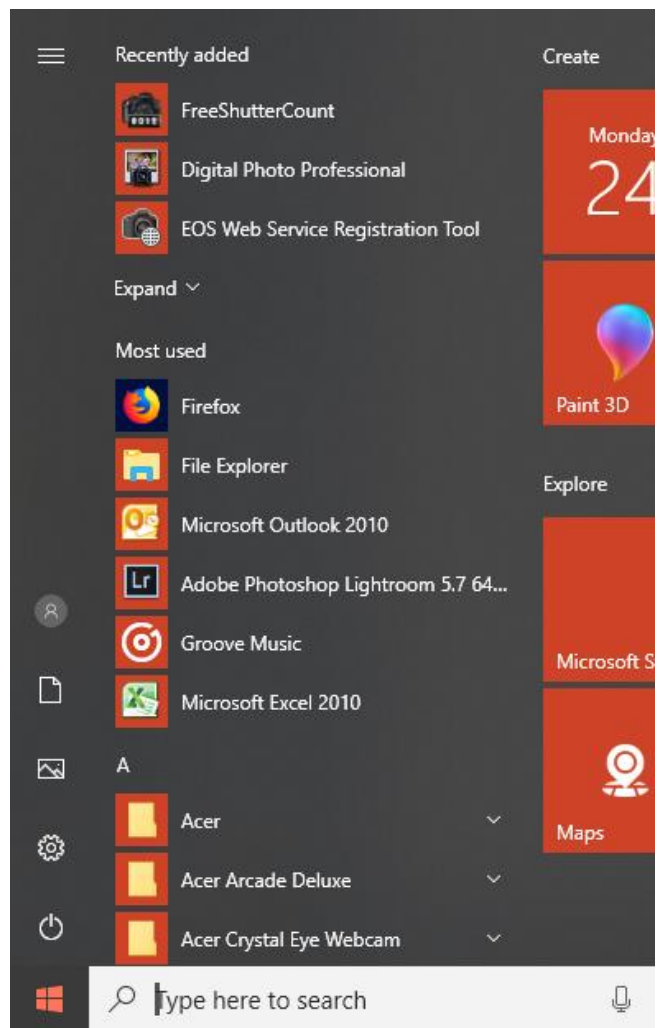 Recently added
FreeShutterCount
Digital Photo Professional
EOS Web Service Registration Tool
Expand
Most used
Firefox
File Explorer
Microsoft Outlook 2010
Adobe Photoshop Lightroom 5.7 64...
Groove Music
Microsoft Excel 2010
A
Acer
Acer Arcade Deluxe
Acer Crystal Eye Webcam
Type here to search
Create
Monday
24
Paint 3D
Explore
Microsoft S
Maps
Lr